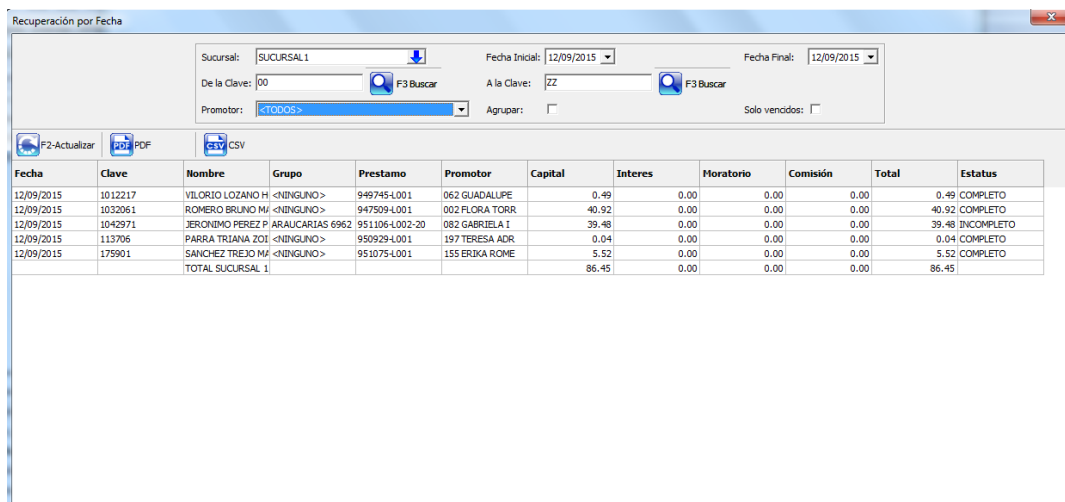 Recuperación por Fecha
Sucursal: SUCURSAL1 Fecha Inicial: 12/09/2015 Fecha Final: 12/09/2015
De la Clave: 00 F3 Buscar A la Clave: ZZ F3 Buscar
Promotor: <TODOS> Agrupar: Solo vencidos:
F2-Actualizar PDF PDF CSV CSV
Fecha Clave Nombre Grupo Prestamo Promotor Capital Interes Moratorio Comisión Total Estatus
12/09/2015 1012217 VILORIO LOZANO H <NINGUNO> 949745-L001 062 GUADALUPE 0.49 0.00 0.00 0.00 0.49 COMPLETO
12/09/2015 1032061 ROMERO BRUNO MA <NINGUNO> 947509-L001 002 FLORA TORR 40.92 0.00 0.00 0.00 40.92 COMPLETO
12/09/2015 1042971 JERONIMO PEREZ P ARAUCARIAS 6962 951106-L002-20 082 GABRIELA I 39.48 0.00 0.00 0.00 39.48 INCOMPLETO
12/09/2015 113706 PARRA TRIANA ZOI <NINGUNO> 950929-L001 197 TERESA ADR 0.04 0.00 0.00 0.00 0.04 COMPLETO
12/09/2015 175901 SANCHEZ TREJO MA <NINGUNO> 951075-L001 155 ERIKA ROME 5.52 0.00 0.00 0.00 5.52 COMPLETO
TOTAL SUCURSAL 1 86.45 0.00 0.00 0.00 86.45